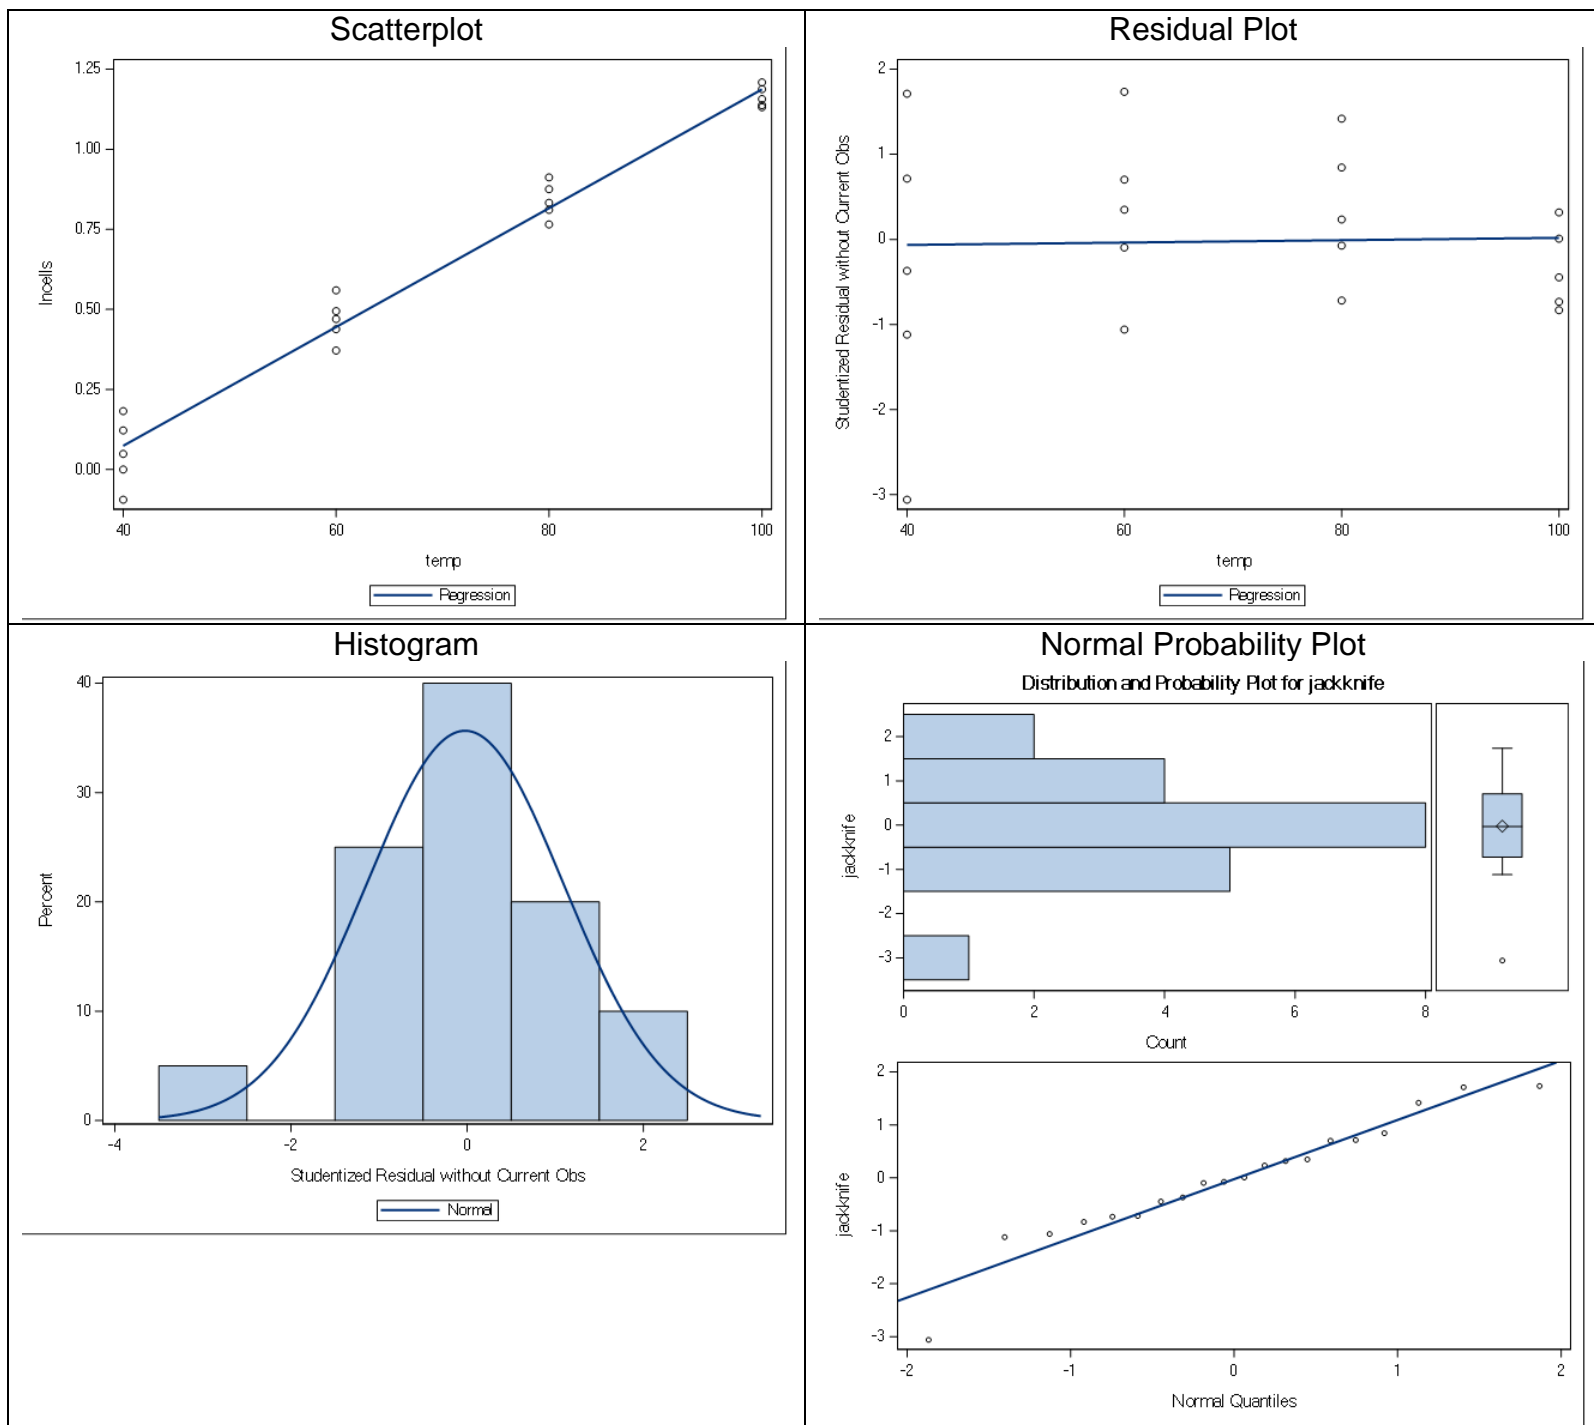 Scatterplot
1.25
1.00
0.75
0.50
0.25
0.00
lncells
40 60 80 100
temp
Regression
Residual Plot
2
1
0
-1
-2
-3
Studentized Residual without Current Obs
40 60 80 100
temp
Regression
Histogram
40
30
20
10
0
Percent
-4 -2 0 2
Studentized Residual without Current Obs
Normal
Normal Probability Plot
Distribution and Probability Plot for jackknife
2
1
0
-1
-2
-3
jackknife
0 2 4 6 8
Count
2
1
0
-1
-2
-3
jackknife
-2 -1 0 1 2
Normal Quantiles